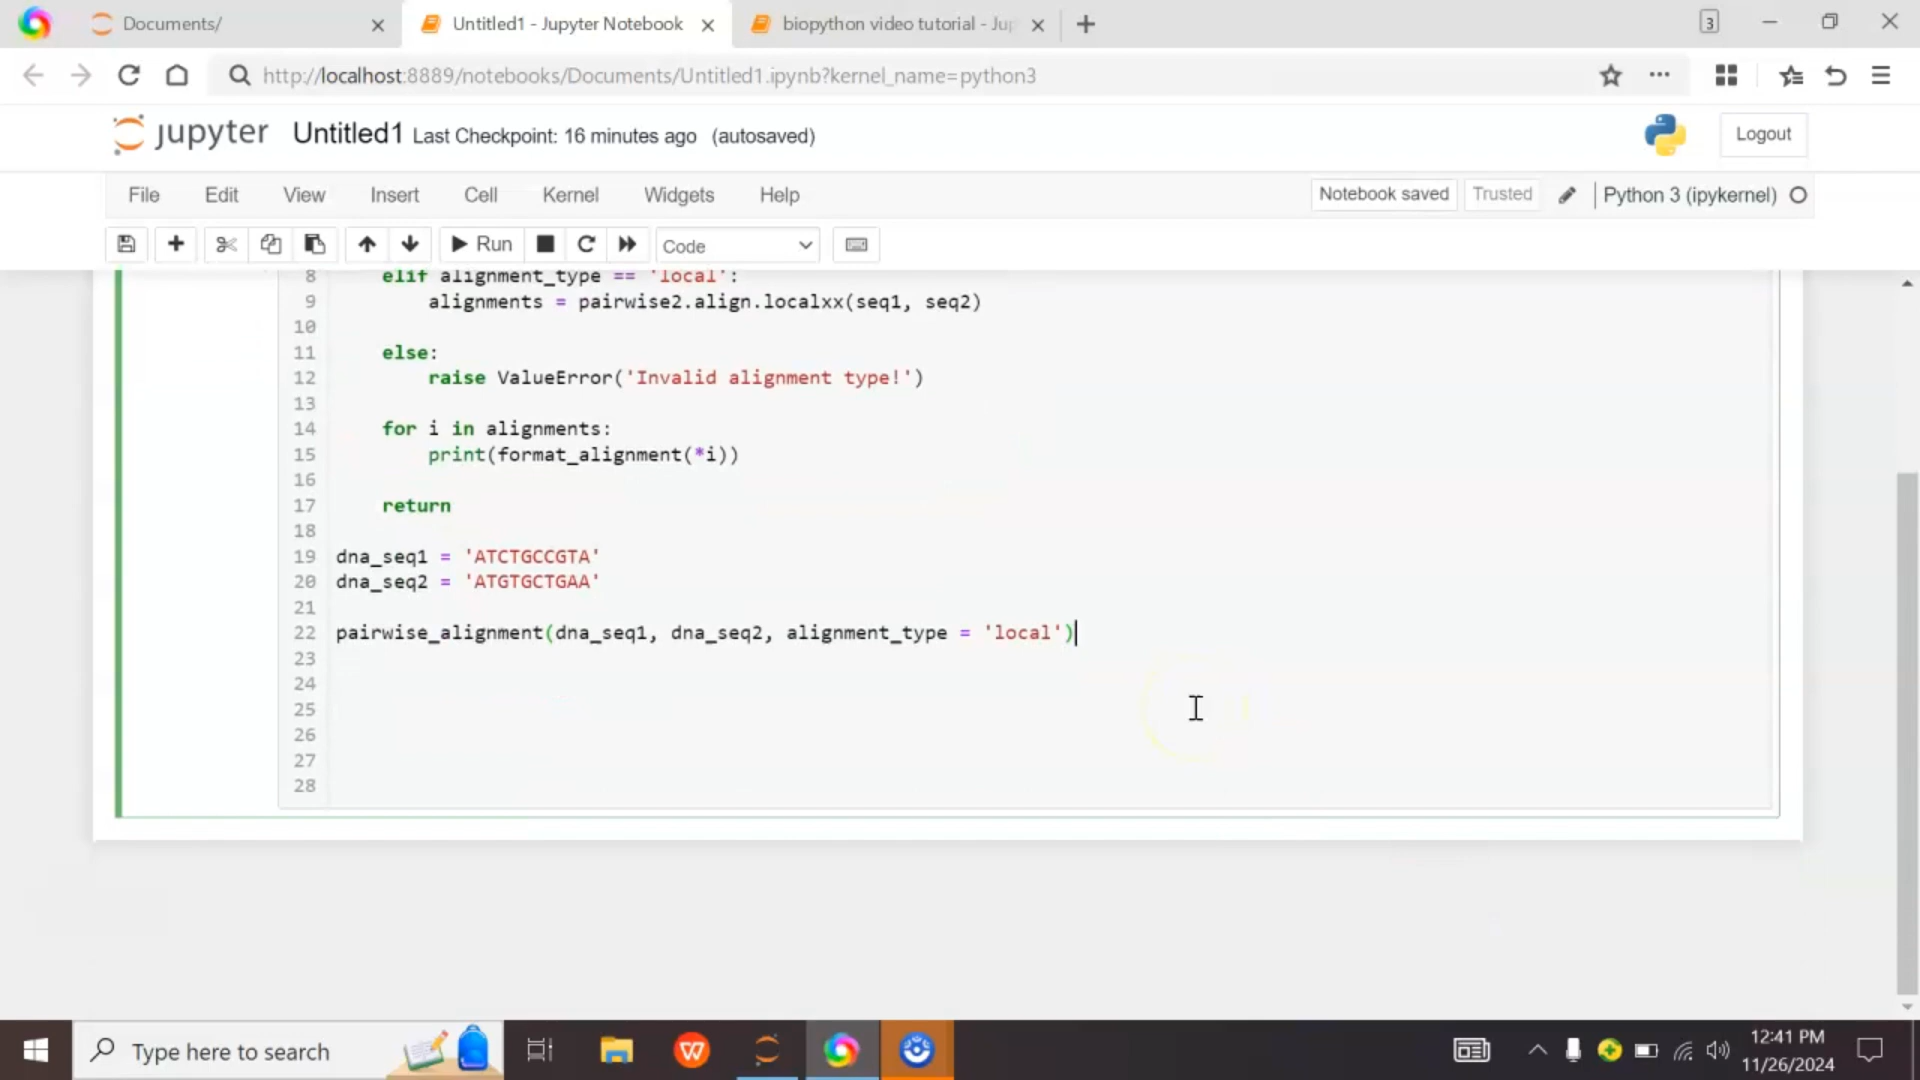 Documents/
Untitled1 - Jupyter Notebook
biopython video tutorial - Jup
3
http://localhost:8889/notebooks/Documents/Untitled1.ipynb?kernel_name=python3
jupyter Untitled1 Last Checkpoint: 16 minutes ago (autosaved)
Logout
File Edit View Insert Cell Kernel Widgets Help
Notebook saved Trusted Python 3 (ipykernel)
Run Code
8 elif alignment_type == 'local':
9 alignments = pairwise2.align.localxx(seq1, seq2)
10
11 else:
12 raise ValueError('Invalid alignment type!')
13
14 for i in alignments:
15 print(format_alignment(*i))
16
17 return
18
19 dna_seq1 = 'ATCTGCCGTA'
20 dna_seq2 = 'ATGTGCTGAA'
21
22 pairwise_alignment(dna_seq1, dna_seq2, alignment_type = 'local')
23
24
25
26
27
28
Type here to search
W
12:41 PM
11/26/2024